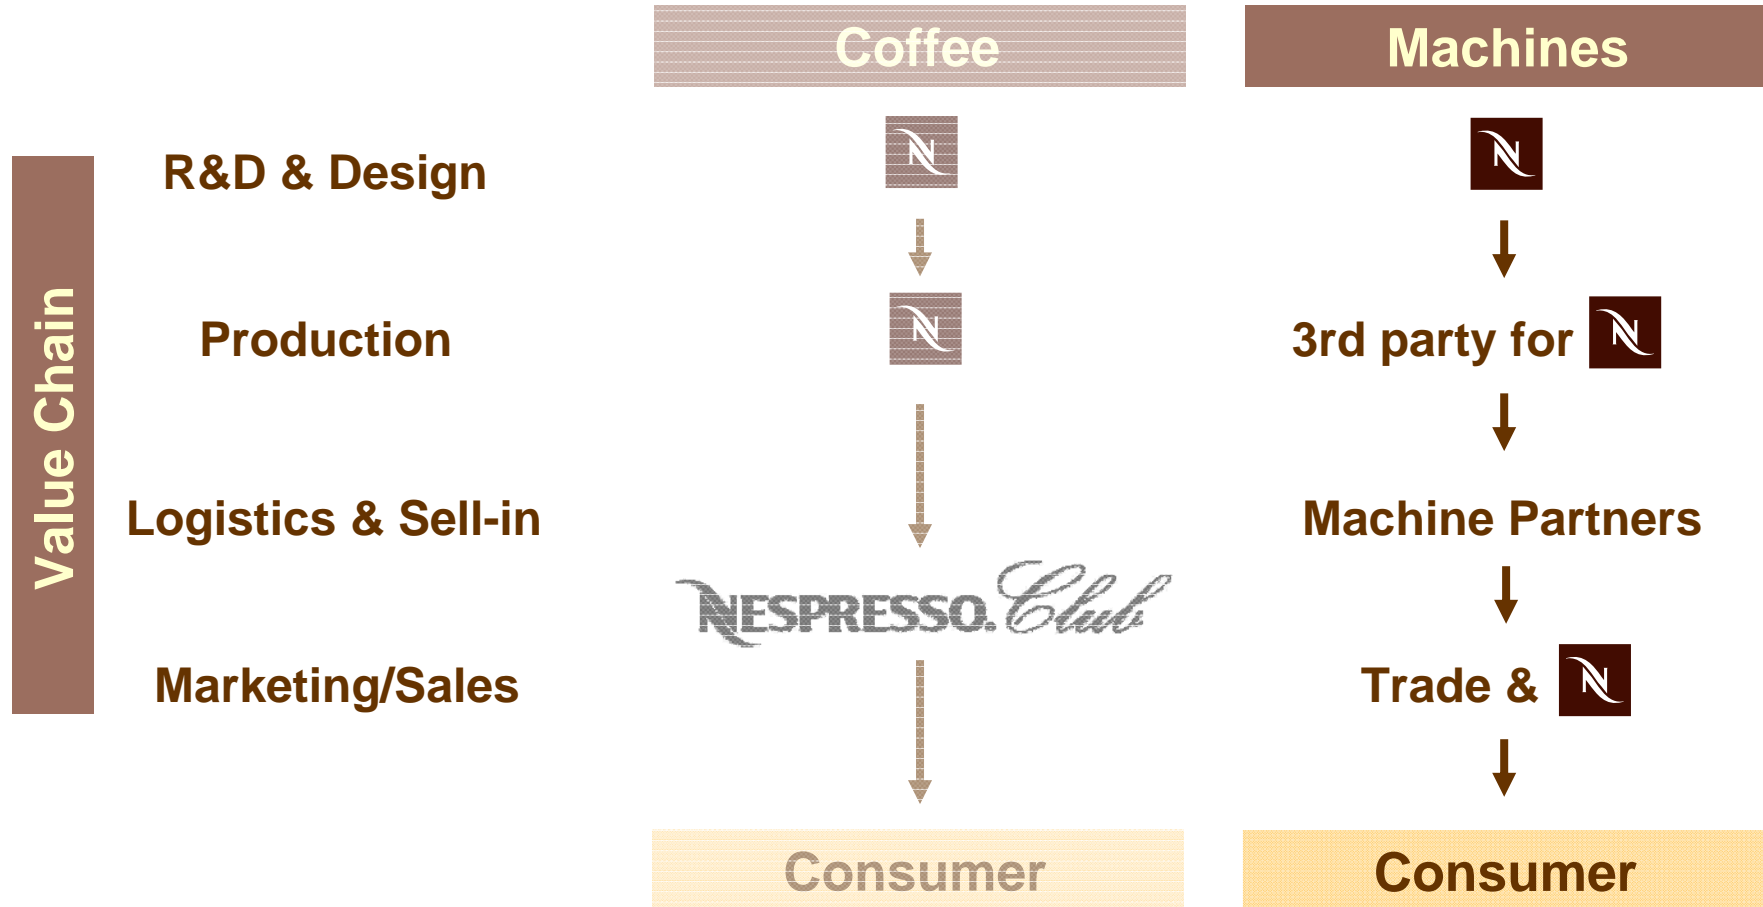 Coffee
Machines
Value Chain
R&D & Design
N
N
Production
N
3rd party for N
Logistics & Sell-in
Machine Partners
NESPRESSO. Club
Marketing/Sales
Trade & N
Consumer
Consumer